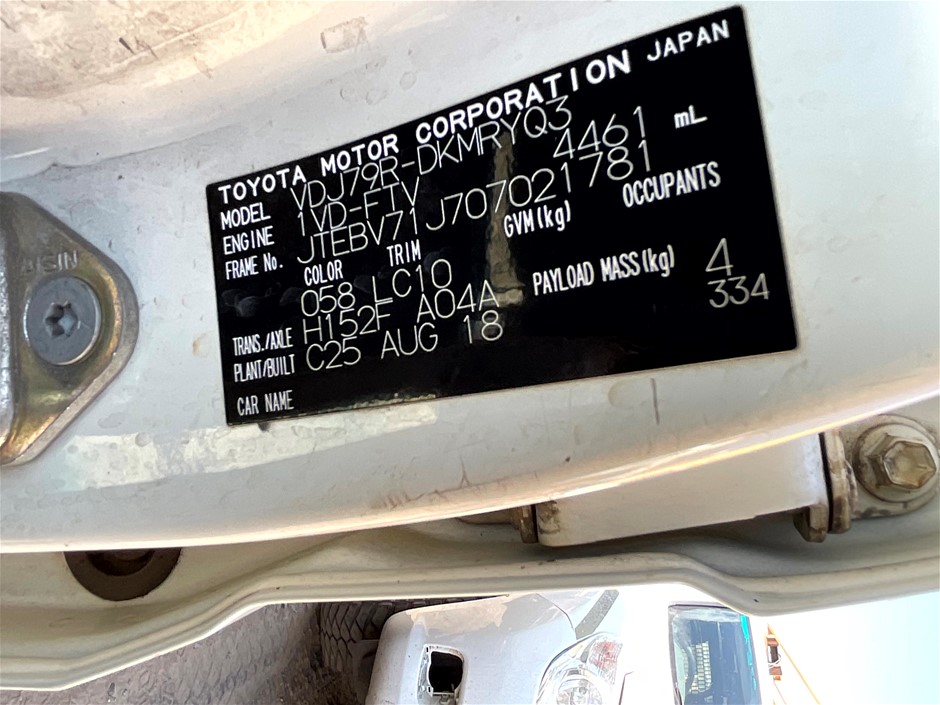 TOYOTA MOTOR CORPORATION JAPAN
MODEL VDJ79R-DKMRYQ3
ENGINE 1VD-FTV 4461 mL
FRAME No. JTEBV71J707021781
COLOR TRIM GVM(kg) OCCUPANTS
058 LC10 4
TRANS./AXLE H152F A04A PAYLOAD MASS(kg) 334
PLANT/BUILT C25 AUG 18
CAR NAME
AISIN